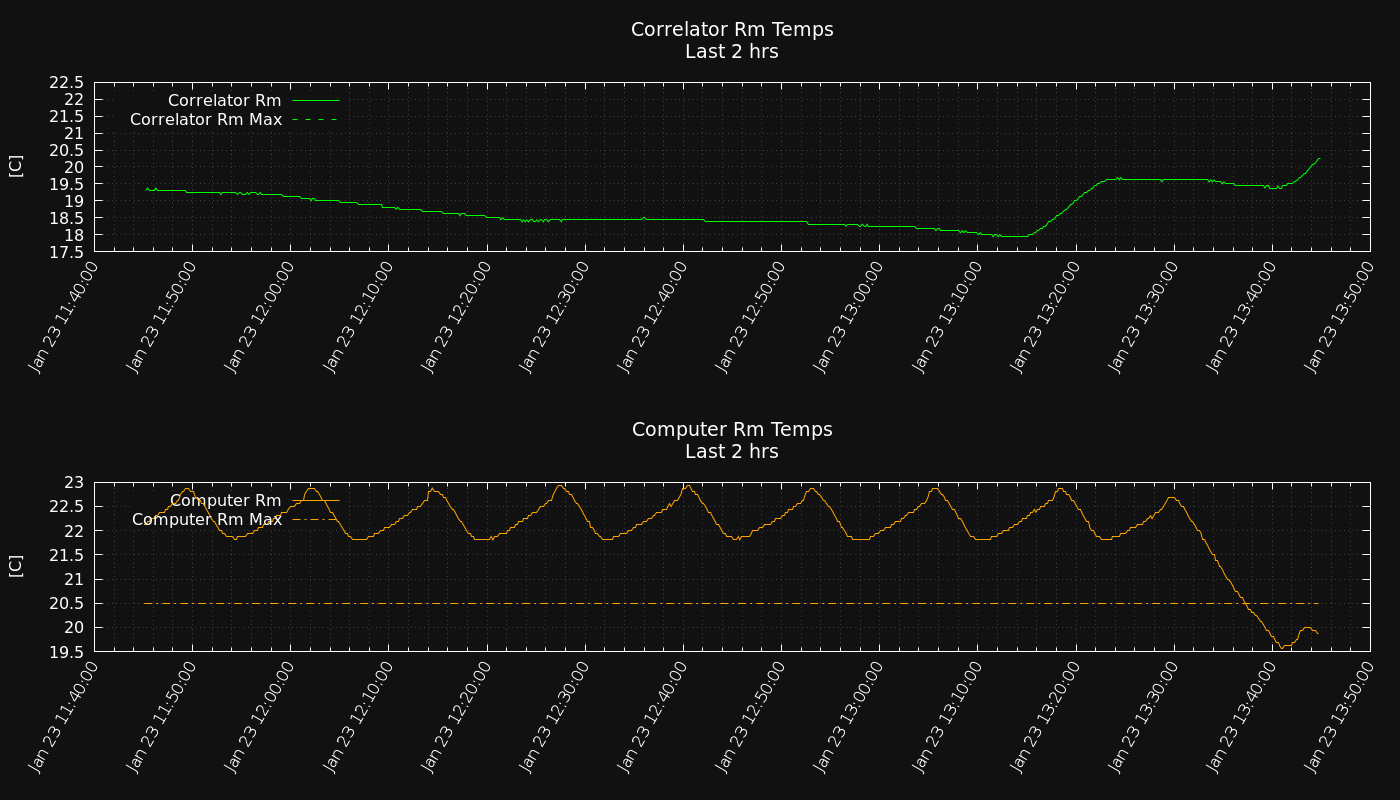 Correlator Rm Temps
Last 2 hrs
22.5
22
21.5
21
20.5
20
19.5
19
18.5
18
17.5
[C]
Correlator Rm
Correlator Rm Max
Jan 23 11:40:00
Jan 23 11:50:00
Jan 23 12:00:00
Jan 23 12:10:00
Jan 23 12:20:00
Jan 23 12:30:00
Jan 23 12:40:00
Jan 23 12:50:00
Jan 23 13:00:00
Jan 23 13:10:00
Jan 23 13:20:00
Jan 23 13:30:00
Jan 23 13:40:00
Jan 23 13:50:00
Computer Rm Temps
Last 2 hrs
23
22.5
22
21.5
21
20.5
20
19.5
[C]
Computer Rm
Computer Rm Max
Jan 23 11:40:00
Jan 23 11:50:00
Jan 23 12:00:00
Jan 23 12:10:00
Jan 23 12:20:00
Jan 23 12:30:00
Jan 23 12:40:00
Jan 23 12:50:00
Jan 23 13:00:00
Jan 23 13:10:00
Jan 23 13:20:00
Jan 23 13:30:00
Jan 23 13:40:00
Jan 23 13:50:00